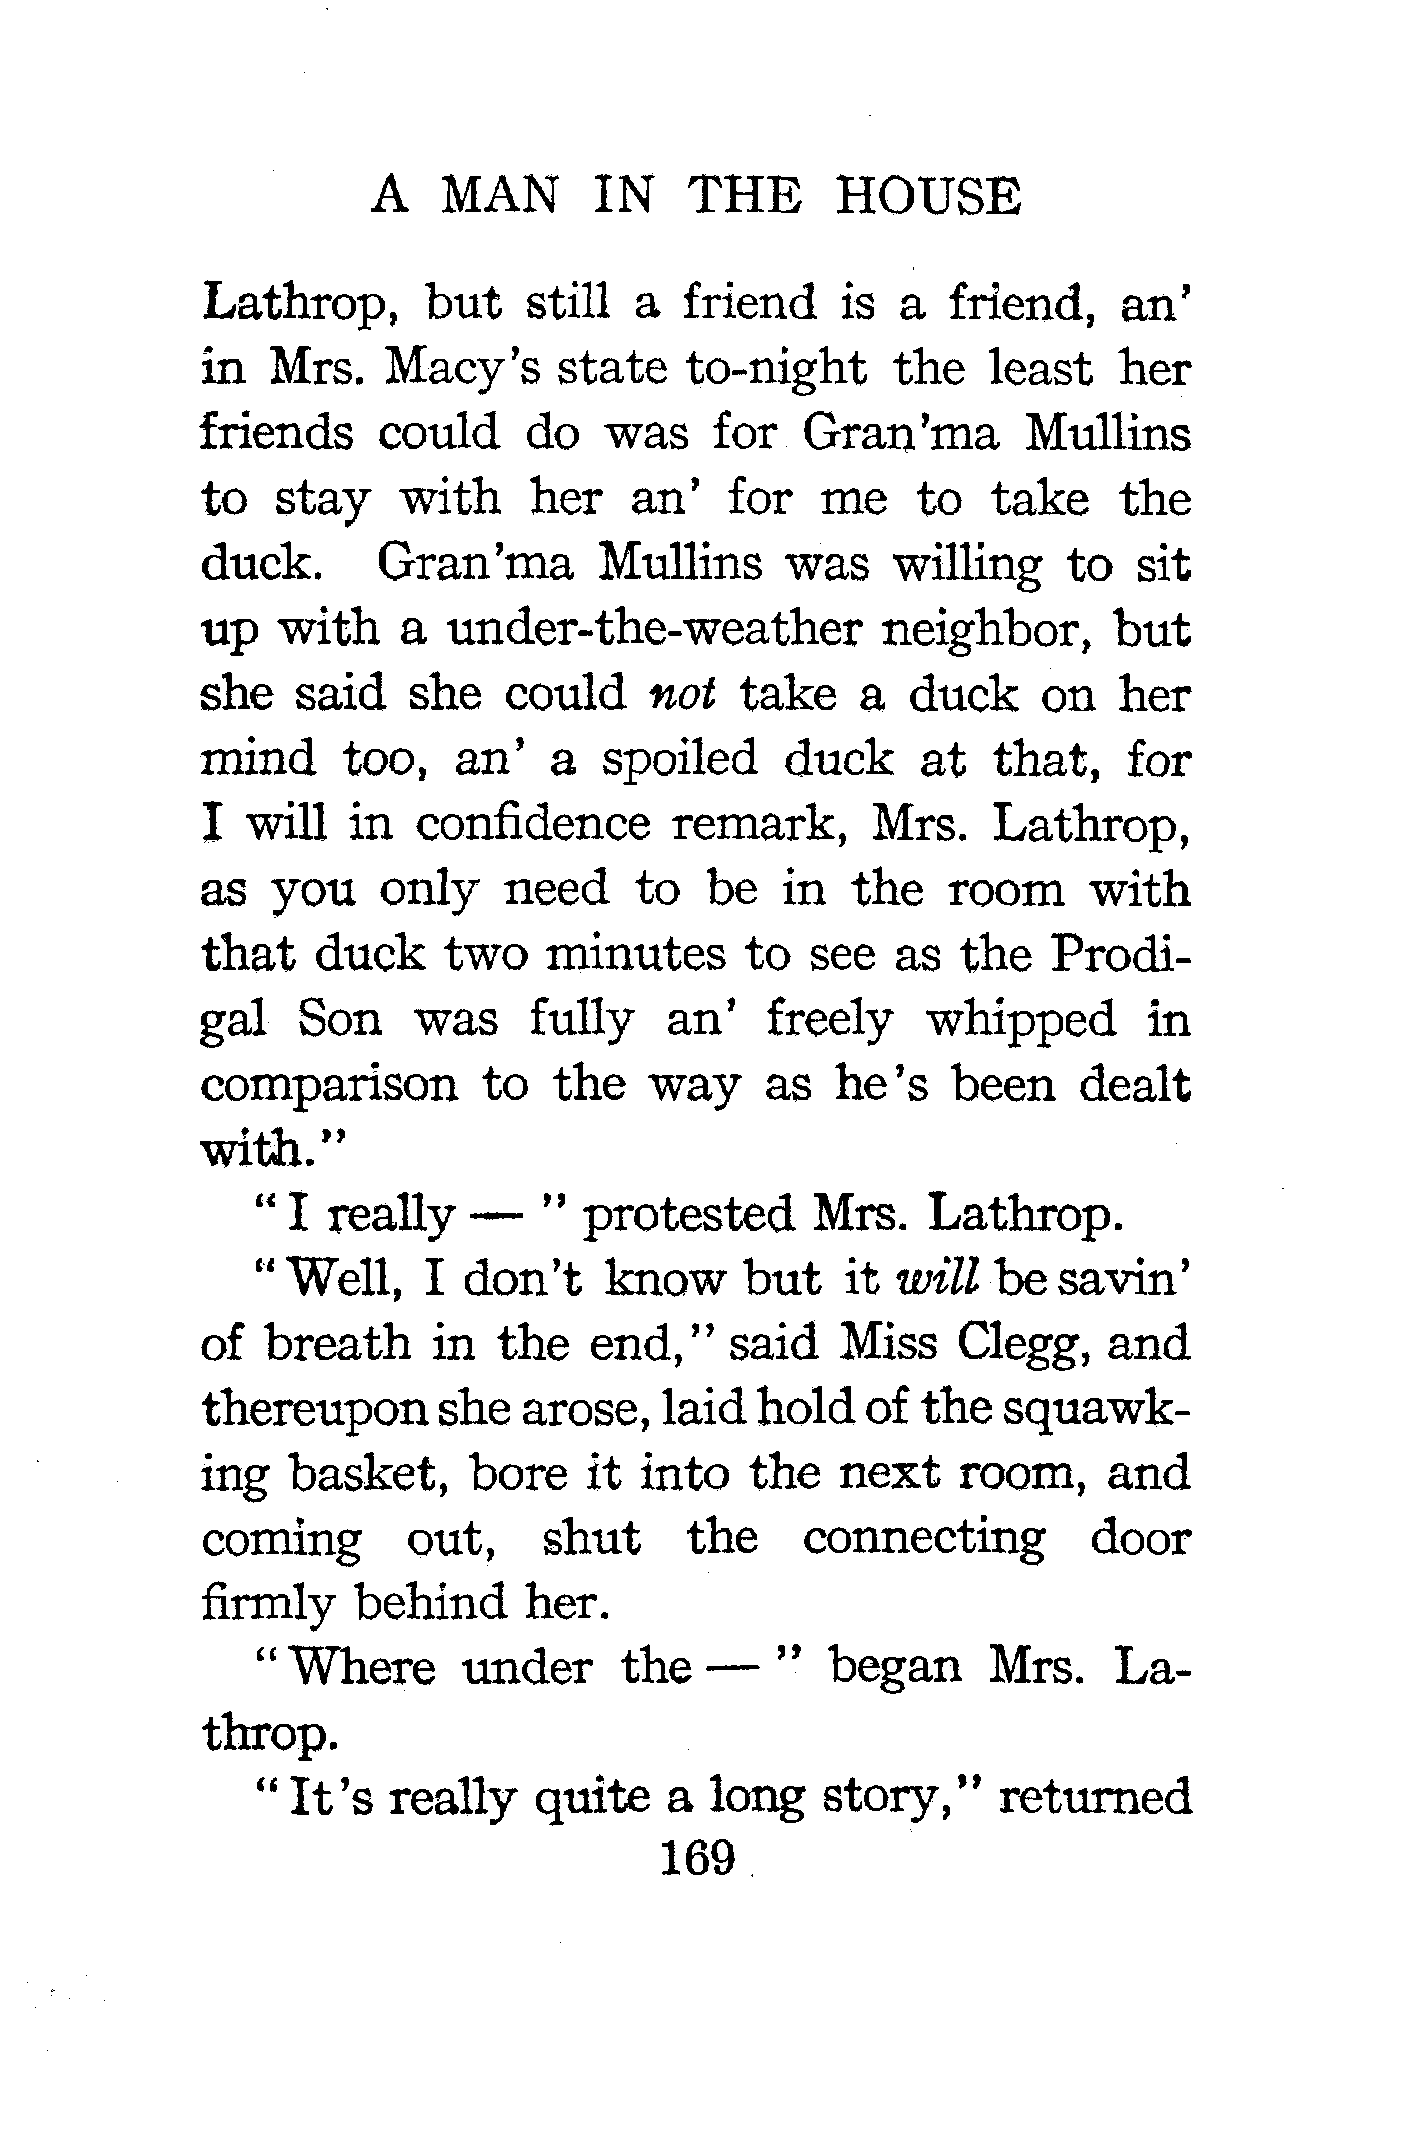 A MAN IN THE HOUSE
Lathrop, but still a friend is a friend, an'
in Mrs. Macy's state to-night the least her
friends could do was for Gran'ma Mullins
to stay with her an' for me to take the
duck. Gran'ma Mullins was willing to sit
up with a under-the-weather neighbor, but
she said she could not take a duck on her
mind too, an' a spoiled duck at that, for
I will in confidence remark, Mrs. Lathrop,
as you only need to be in the room with
that duck two minutes to see as the Prodi-
gal Son was fully an' freely whipped in
comparison to the way as he's been dealt
with."
"I really — " protested Mrs. Lathrop.
"Well, I don't know but it will be savin'
of breath in the end," said Miss Clegg, and
thereupon she arose, laid hold of the squawk-
ing basket, bore it into the next room, and
coming out, shut the connecting door
firmly behind her.
"Where under the — " began Mrs. La-
throp.
"It's really quite a long story," returned
169